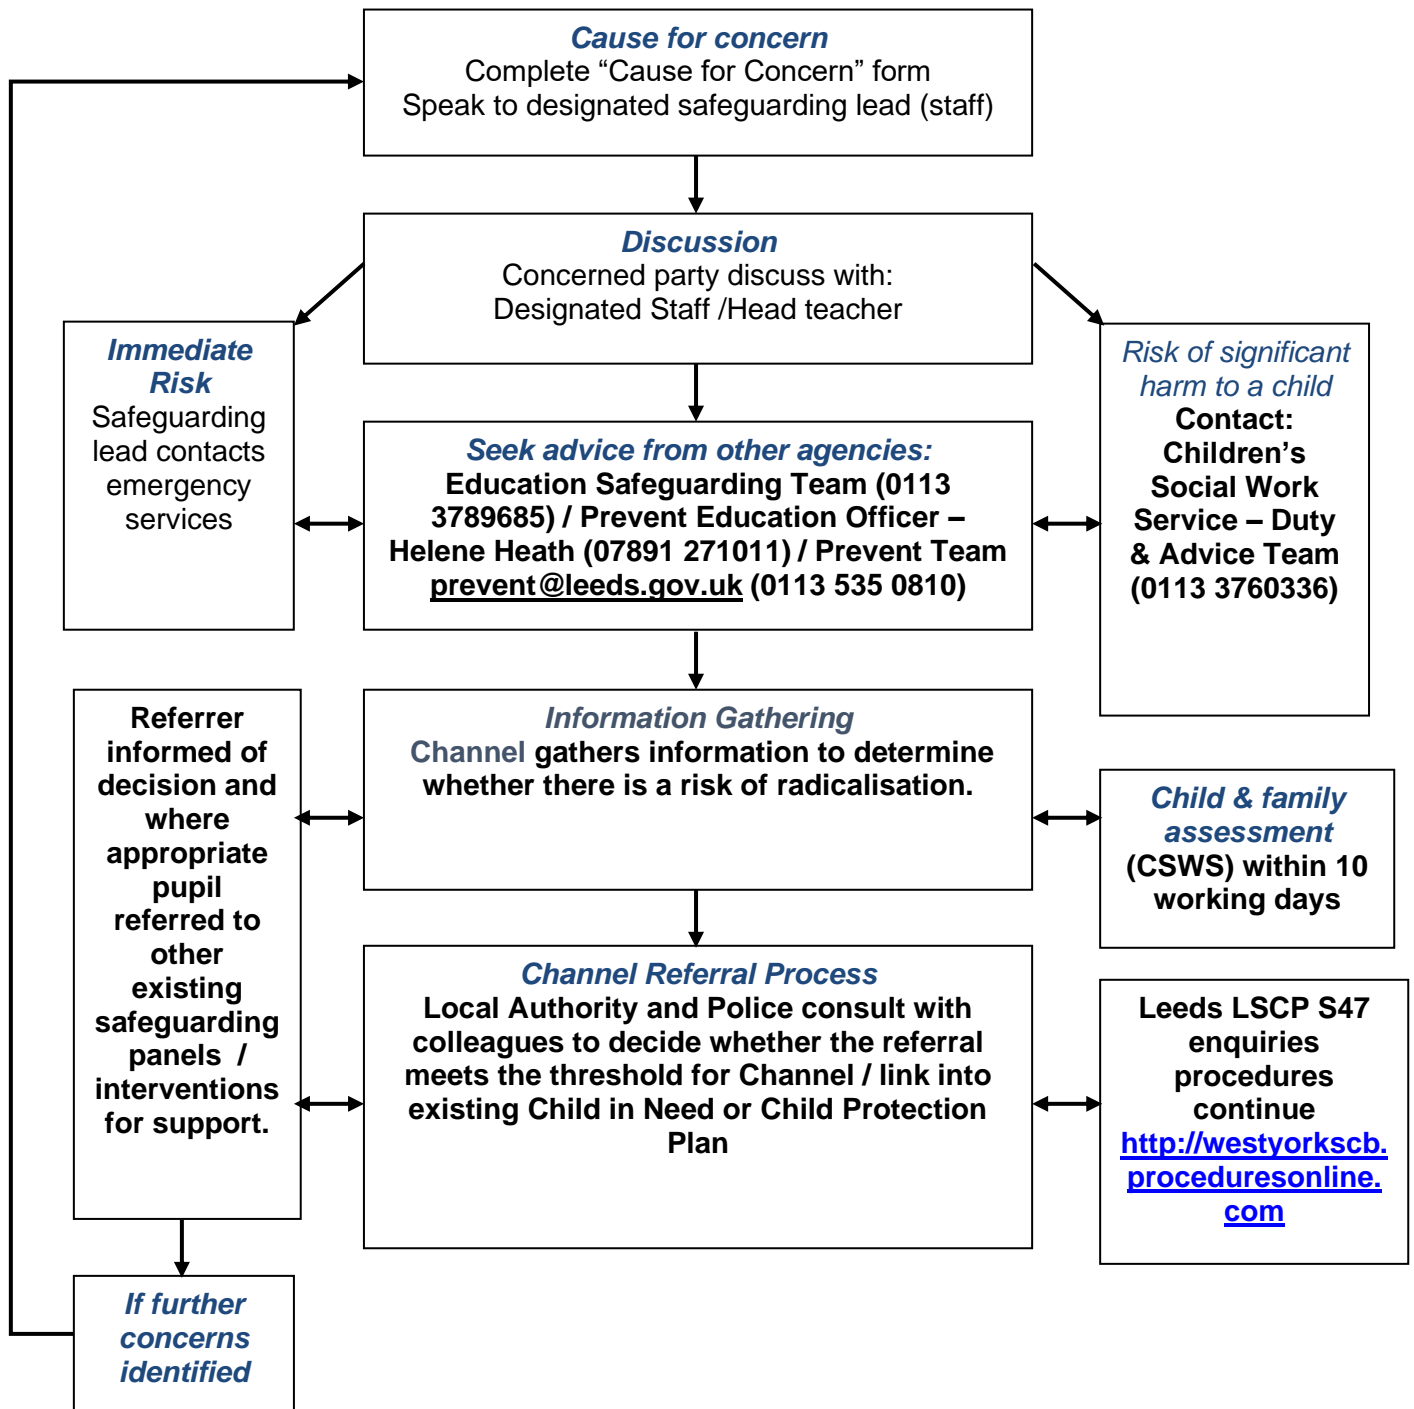 Cause for concern
Complete “Cause for Concern” form
Speak to designated safeguarding lead (staff)
Discussion
Concerned party discuss with:
Designated Staff /Head teacher
Immediate
Risk
Safeguarding
lead contacts
emergency
services
Seek advice from other agencies:
Education Safeguarding Team (0113
3789685) / Prevent Education Officer –
Helene Heath (07891 271011) / Prevent Team
prevent@leeds.gov.uk (0113 535 0810)
Risk of significant
harm to a child
Contact:
Children’s
Social Work
Service – Duty
& Advice Team
(0113 3760336)
Referrer
informed of
decision and
where
appropriate
pupil
referred to
other
existing
safeguarding
panels /
interventions
for support.
Information Gathering
Channel gathers information to determine
whether there is a risk of radicalisation.
Child & family
assessment
(CSWS) within 10
working days
Channel Referral Process
Local Authority and Police consult with
colleagues to decide whether the referral
meets the threshold for Channel / link into
existing Child in Need or Child Protection
Plan
Leeds LSCP S47
enquiries
procedures
continue
http://westyorkscb.
proceduresonline.
com
If further
concerns
identified